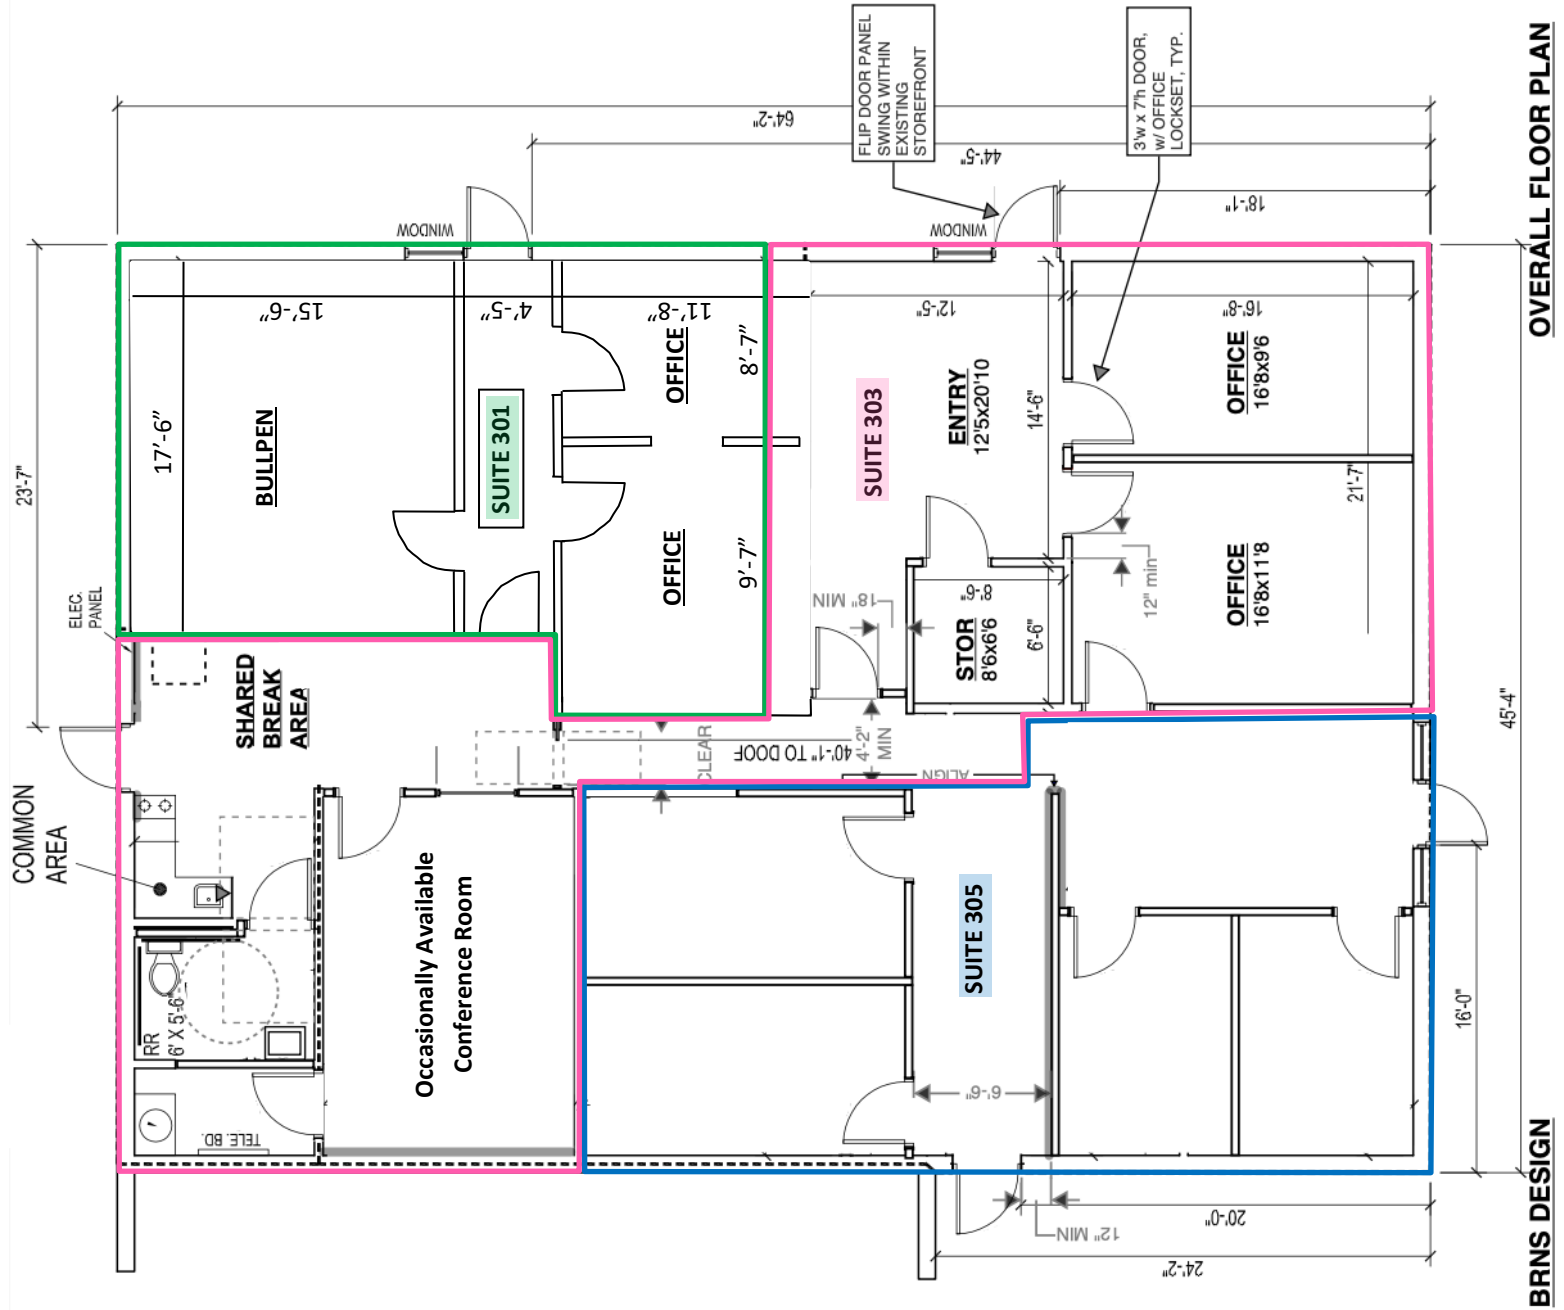 OVERALL FLOOR PLAN
BRNS DESIGN
FLIP DOOR PANEL
SWING WITHIN
EXISTING
STOREFRONT
3'w x 7'h DOOR,
w/ OFFICE
LOCKSET, TYP.
64'-2"
44'-5"
18'-1"
23'-7"
45'-4"
WINDOW
WINDOW
15'-6"
4'-5"
11'-8"
12'-5"
16'-8"
17'-6"
BULLPEN
SUITE 301
OFFICE
8'-7"
OFFICE
9'-7"
SUITE 303
ENTRY
12'5x20'10
14'-6"
OFFICE
16'8x9'6
21'-7"
OFFICE
16'8x11'8
12" min
18" MIN
8'-6"
STOR
8'6x6'6
6'-6"
ELEC.
PANEL
SHARED
BREAK
AREA
COMMON
AREA
CLEAR
40'-1" TO DOOF
4'-2"
MIN
ALIGN
Occasionally Available
Conference Room
SUITE 305
RR
6' X 5'-6"
TELE. BD.
6'-6"
16'-0"
12" MIN
20'-0"
24'-2"